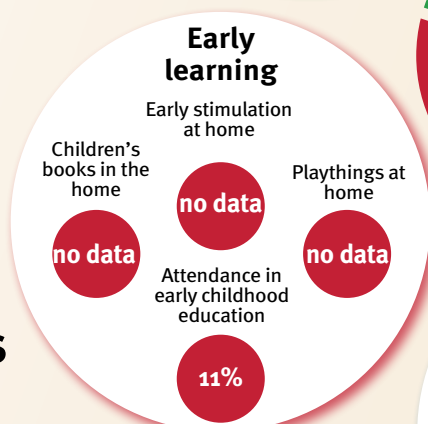 Early
learning
Early stimulation
at home
Children's
books in the
home
Playthings at
home
no data
no data
no data
Attendance in
early childhood
education
11%
s